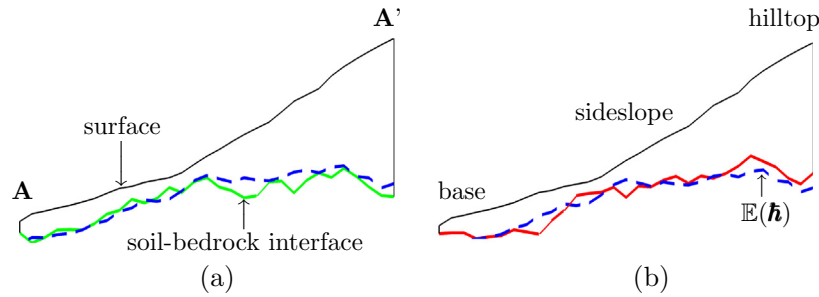 A'
surface
A
soil-bedrock interface
(a)
hilltop
sideslope
base
𝔼(ℏ)
(b)